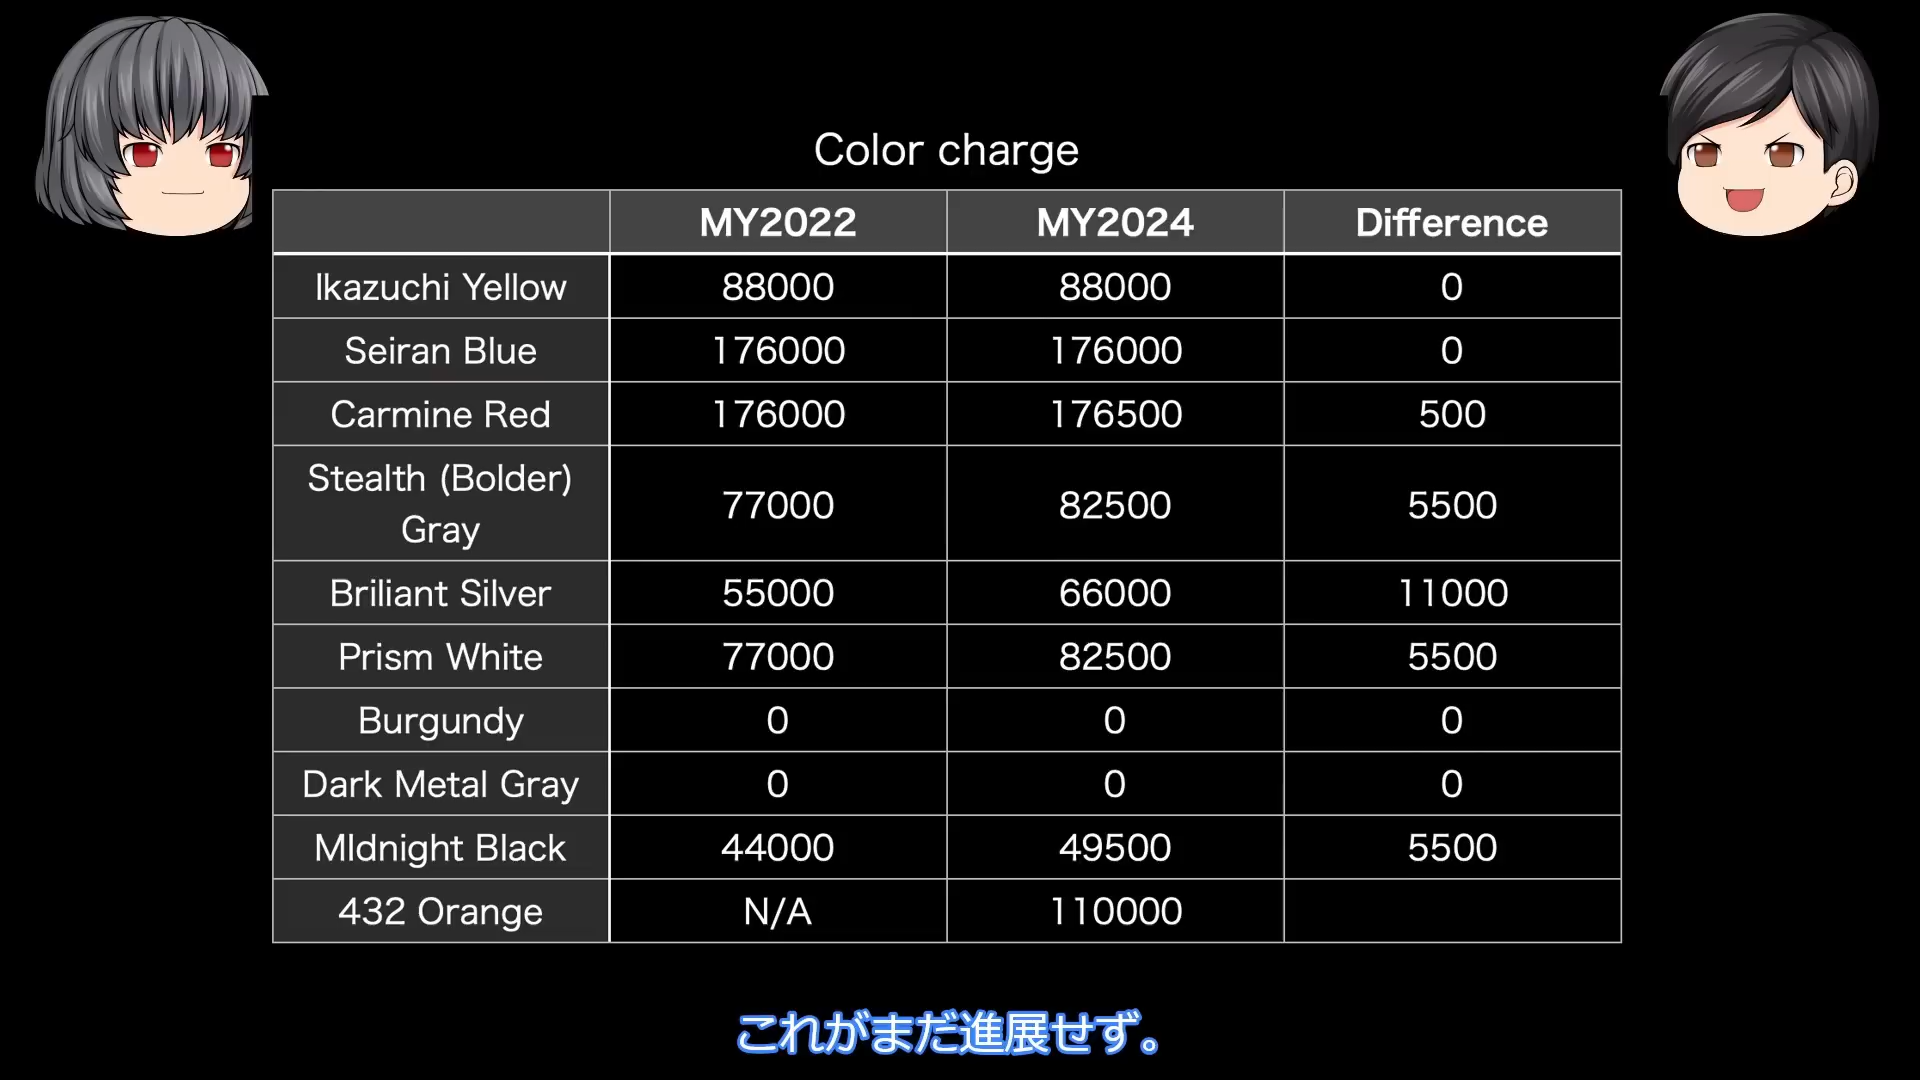 Color charge
MY2022 MY2024 Difference
Ikazuchi Yellow 88000 88000 0
Seiran Blue 176000 176000 0
Carmine Red 176000 176500 500
Stealth (Bolder)
Gray 77000 82500 5500
Briliant Silver 55000 66000 11000
Prism White 77000 82500 5500
Burgundy 0 0 0
Dark Metal Gray 0 0 0
MIdnight Black 44000 49500 5500
432 Orange N/A 110000
これがまだ進展せず。